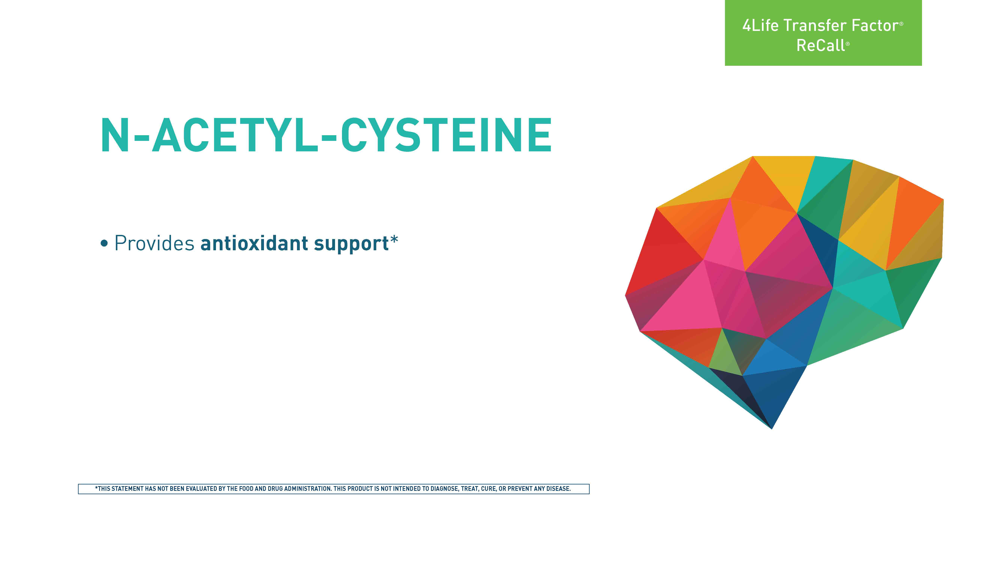 4Life Transfer Factor®
ReCall®
N-ACETYL-CYSTEINE
• Provides antioxidant support*
*THIS STATEMENT HAS NOT BEEN EVALUATED BY THE FOOD AND DRUG ADMINISTRATION. THIS PRODUCT IS NOT INTENDED TO DIAGNOSE, TREAT, CURE, OR PREVENT ANY DISEASE.